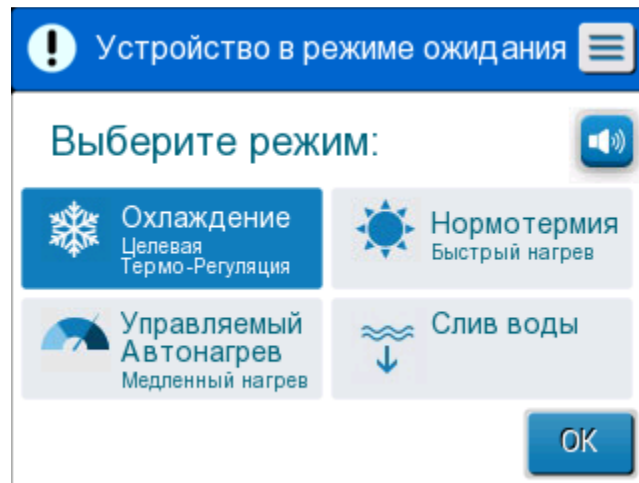 Устройство в режиме ожидания
Выберите режим:
Охлаждение
Целевая
Термо-Регуляция
Нормотермия
Быстрый нагрев
Управляемый
Автонагрев
Медленный нагрев
Слив воды
OK